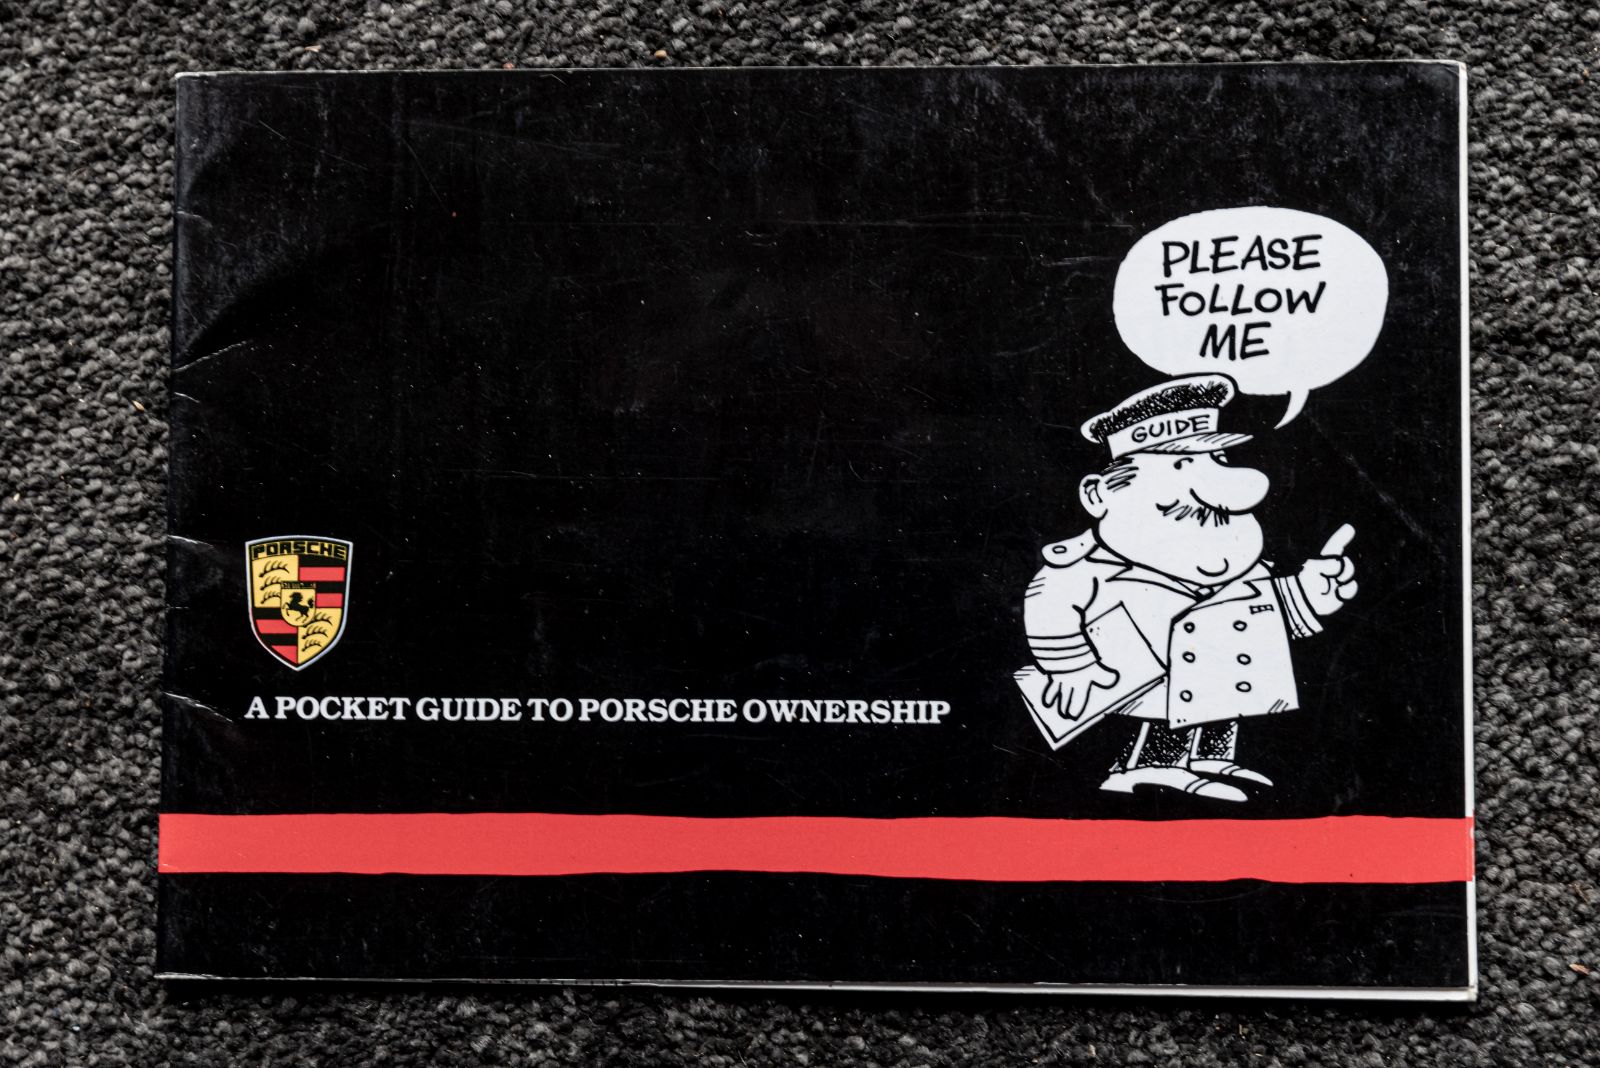 PLEASE
FOLLOW
ME
GUIDE
PORSCHE
A POCKET GUIDE TO PORSCHE OWNERSHIP